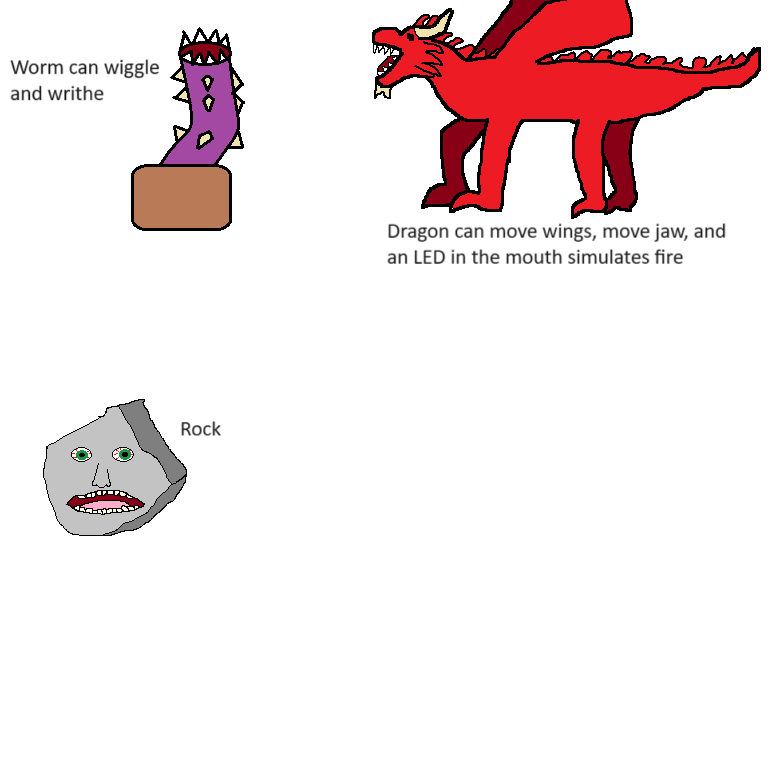 Worm can wiggle
and writhe
Dragon can move wings, move jaw, and
an LED in the mouth simulates fire
Rock